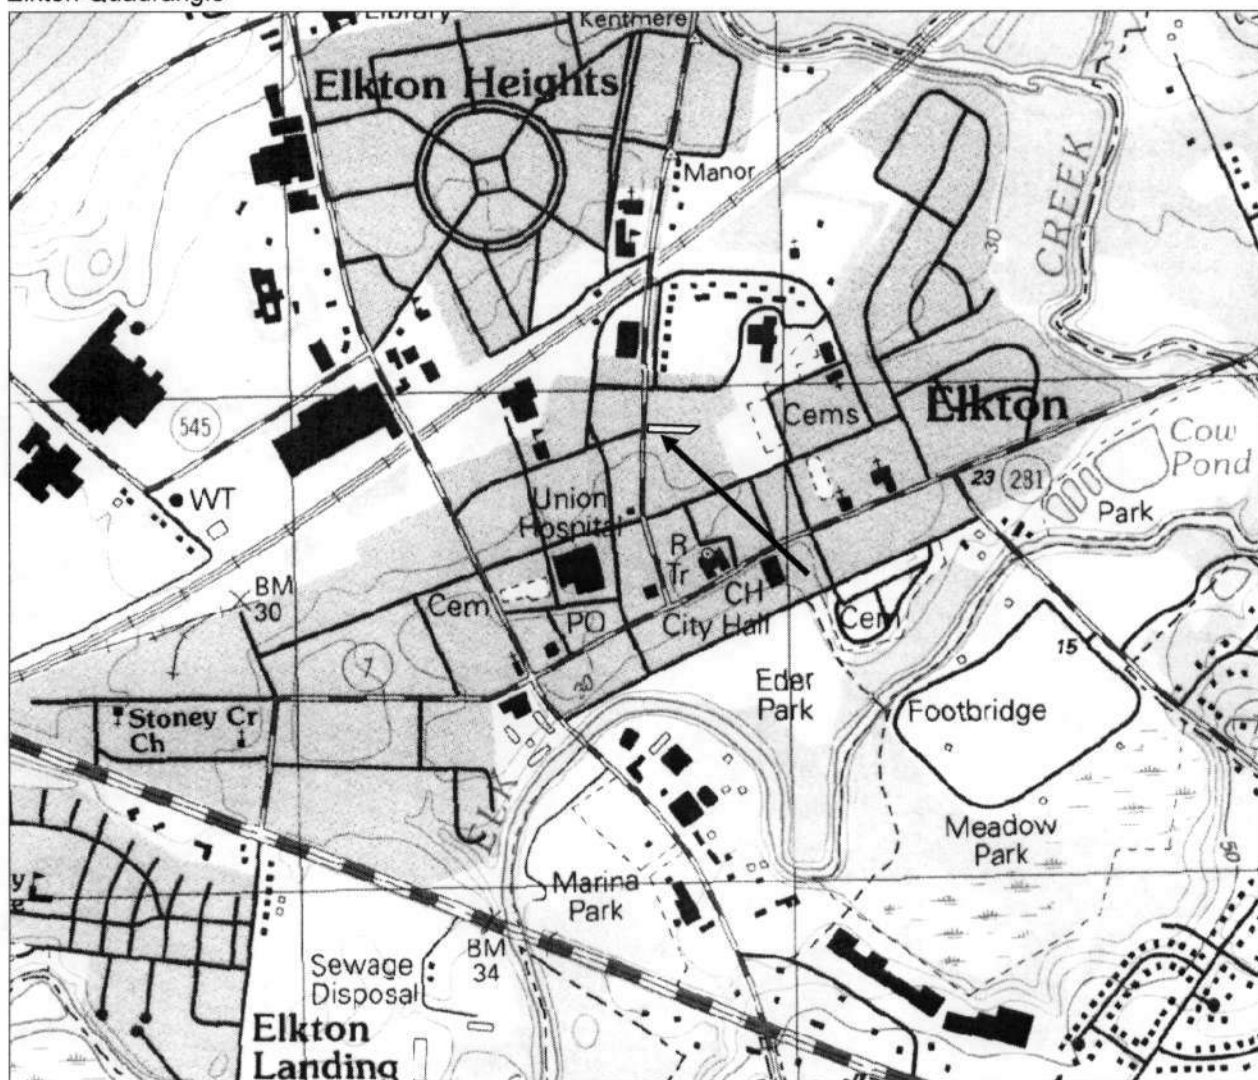 Elkton Quadrangle
Library
Kentmere
Elkton Heights
Manor
CREEK
30
Elkton
Cems
545
Cow
Pond
23
281
Park
WT
Union
Hospital
R
Tr
BM
30
Cem
PO
CH
City Hall
Cem
15
7
Eder
Park
Footbridge
Stoney Cr
Ch
ELK
Meadow
Park
50
Marina
Park
y
e
BM
34
Sewage
Disposal
Elkton
Landing